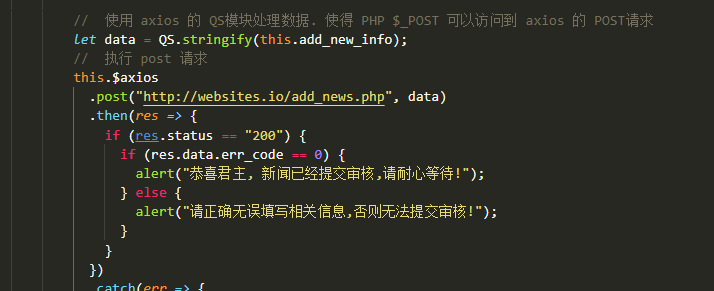 // 使用 axios 的 QS模块处理数据. 使得 PHP $_POST 可以访问到 axios 的 POST请求
let data = QS.stringify(this.add_new_info);
// 执行 post 请求
this.$axios
.post("http://websites.io/add_news.php", data)
.then(res => {
if (res.status == "200") {
if (res.data.err_code == 0) {
alert("恭喜君主, 新闻已经提交审核,请耐心等待!");
} else {
alert("请正确无误填写相关信息,否则无法提交审核!");
}
}
})
.catch(err => {